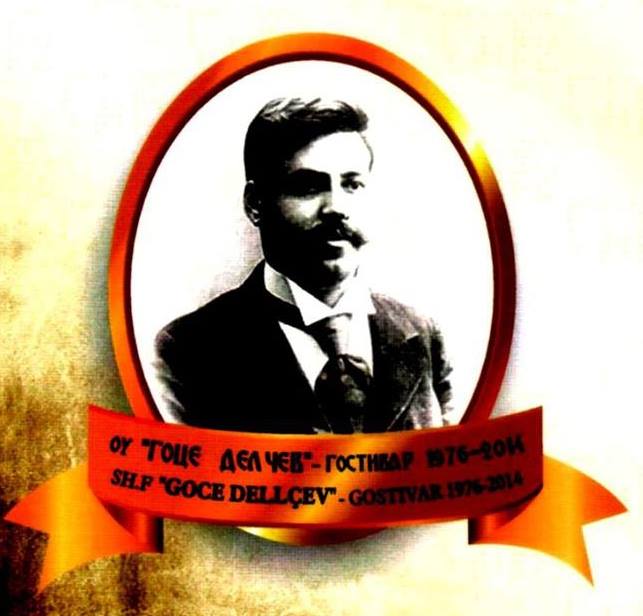 ОУ "ГОЦЕ ДЕЛЧЕВ"-ГОСТИВАР 1976-2014
SH.F "GOCE DELLÇEV"-GOSTIVAR 1976-2014